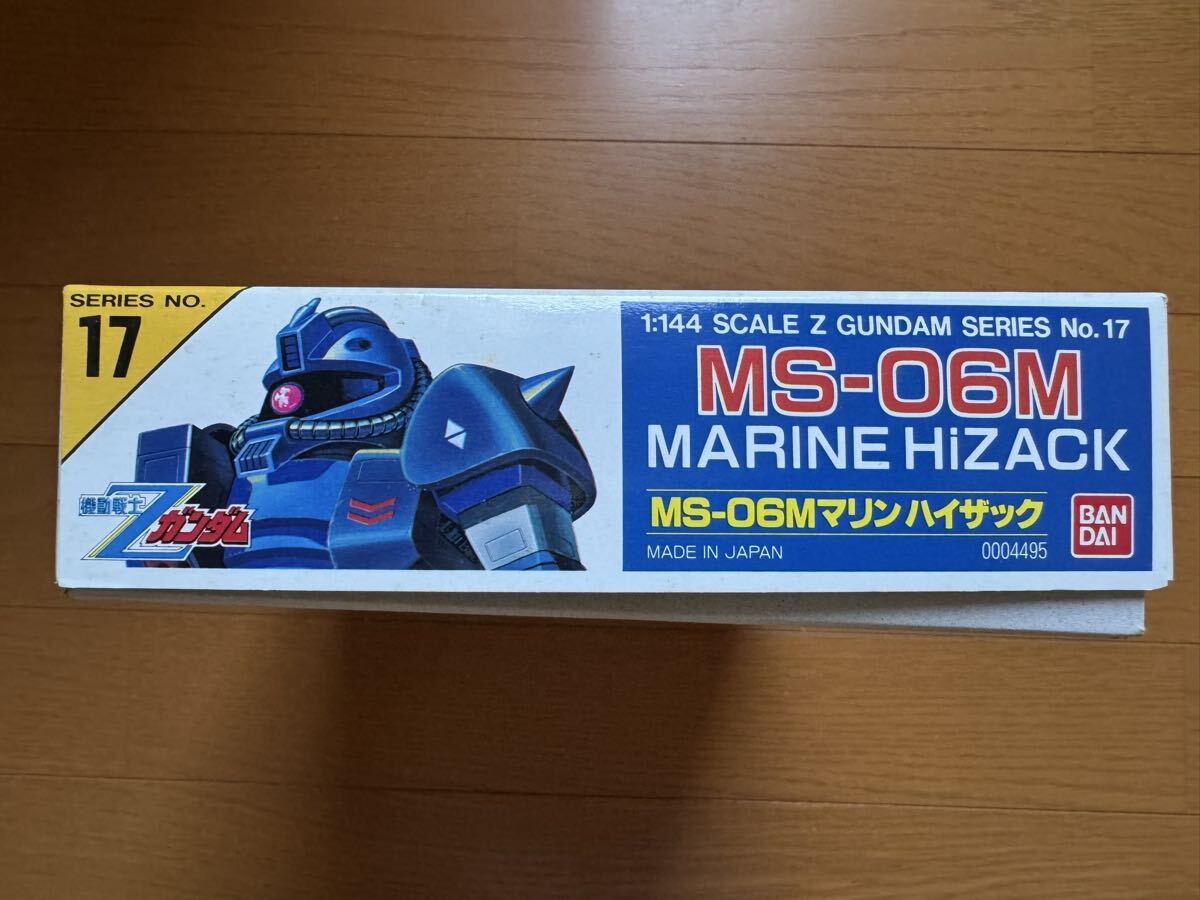 SERIES NO.
17
機動戦士
Z
ガンダム
1:144 SCALE Z GUNDAM SERIES No.17
MS-06M
MARINE HiZACK
MS-06Mマリンハイザック
MADE IN JAPAN
0004495
BAN
DAI